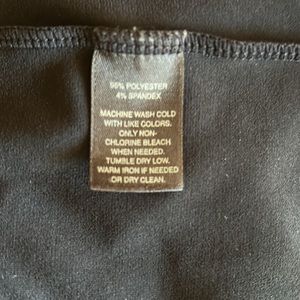 96% POLYESTER
4% SPANDEX
MACHINE WASH COLD
WITH LIKE COLORS.
ONLY NON-
CHLORINE BLEACH
WHEN NEEDED.
TUMBLE DRY LOW.
WARM IRON IF NEEDED
OR DRY CLEAN.